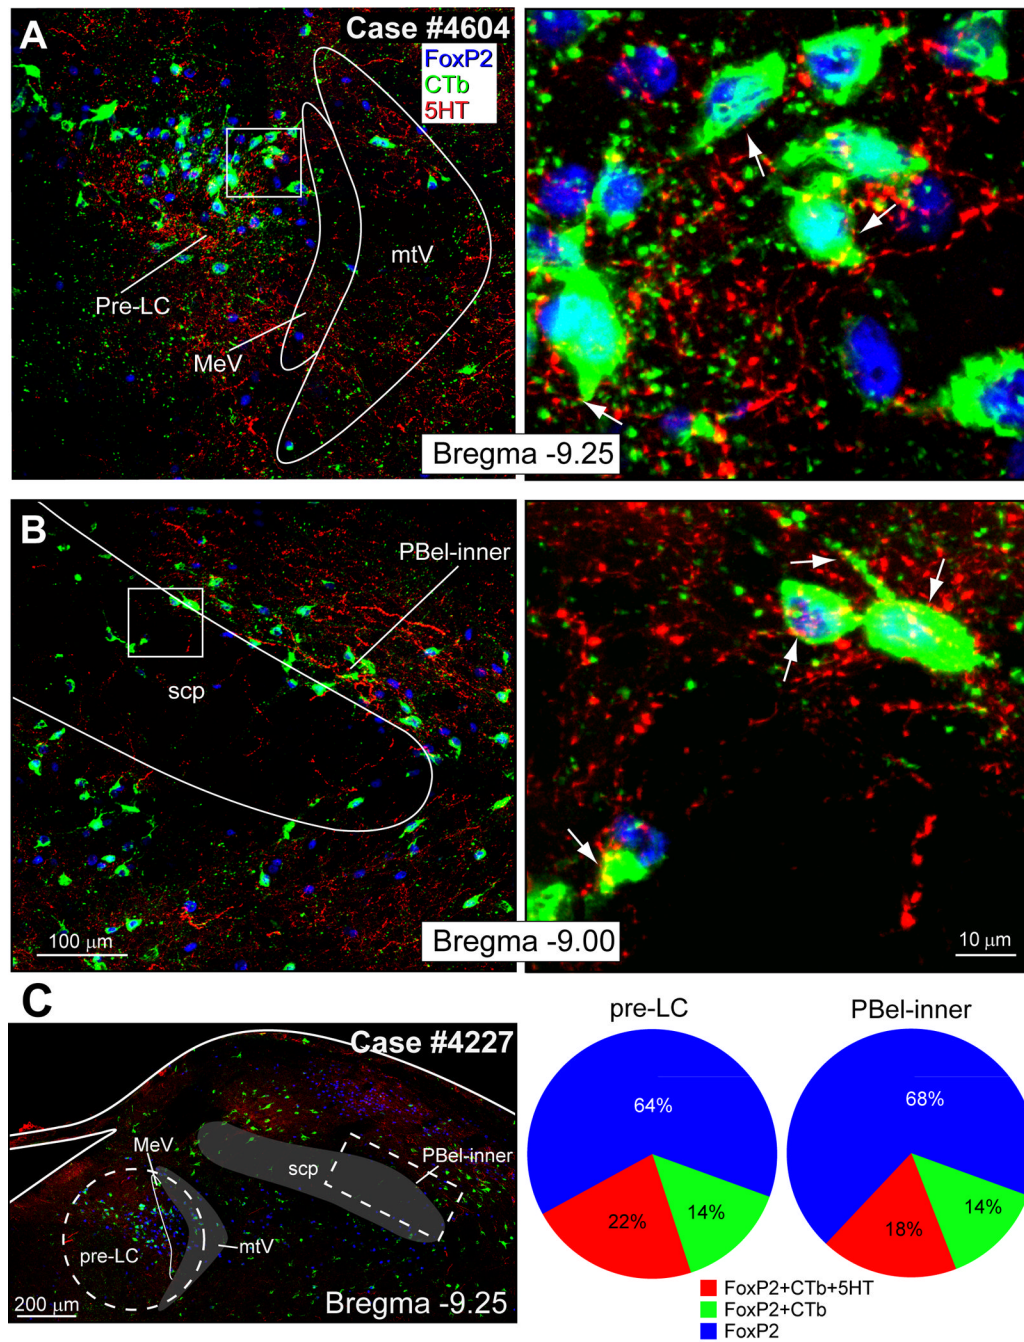 A
Case #4604
FoxP2
CTb
5HT
mtV
Pre-LC
MeV
Bregma -9.25
B
PBel-inner
scp
100 µm
Bregma -9.00
10 µm
C
Case #4227
MeV
scp
PBel-inner
pre-LC
mtV
200 µm
Bregma -9.25
pre-LC
PBel-inner
64%
22%
14%
68%
18%
14%
FoxP2+CTb+5HT
FoxP2+CTb
FoxP2